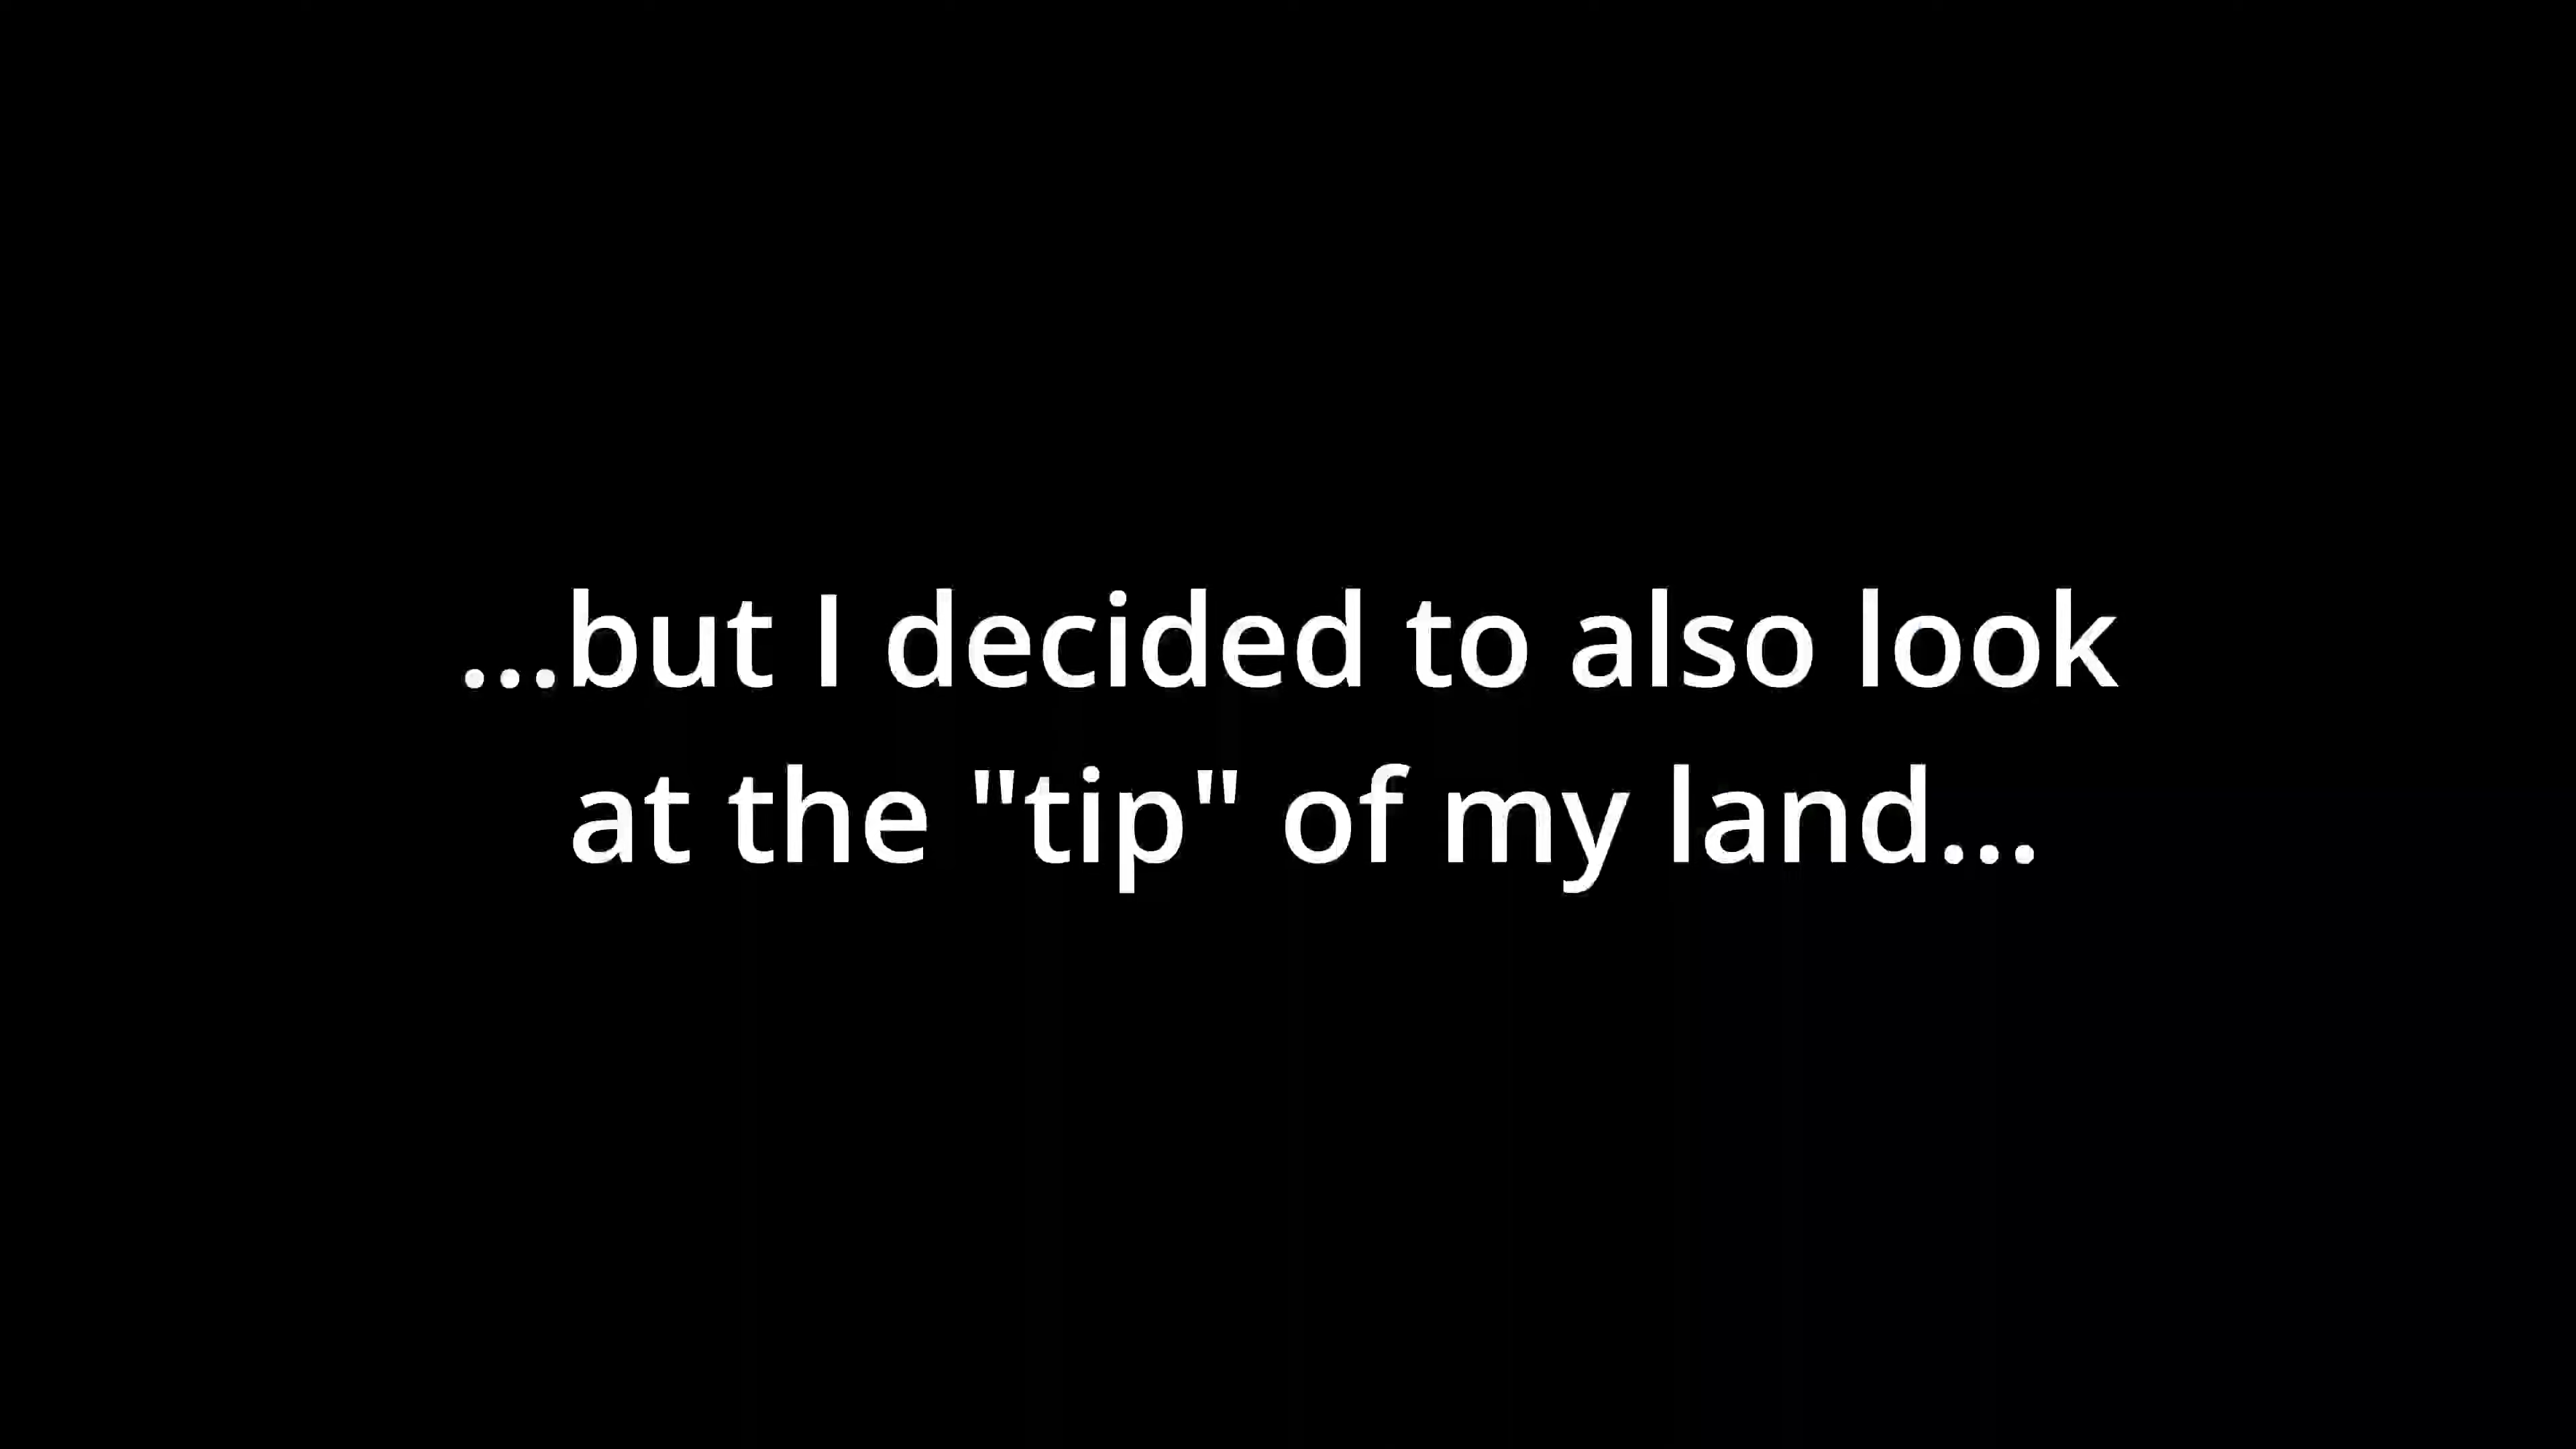 ...but I decided to also look
at the "tip" of my land...